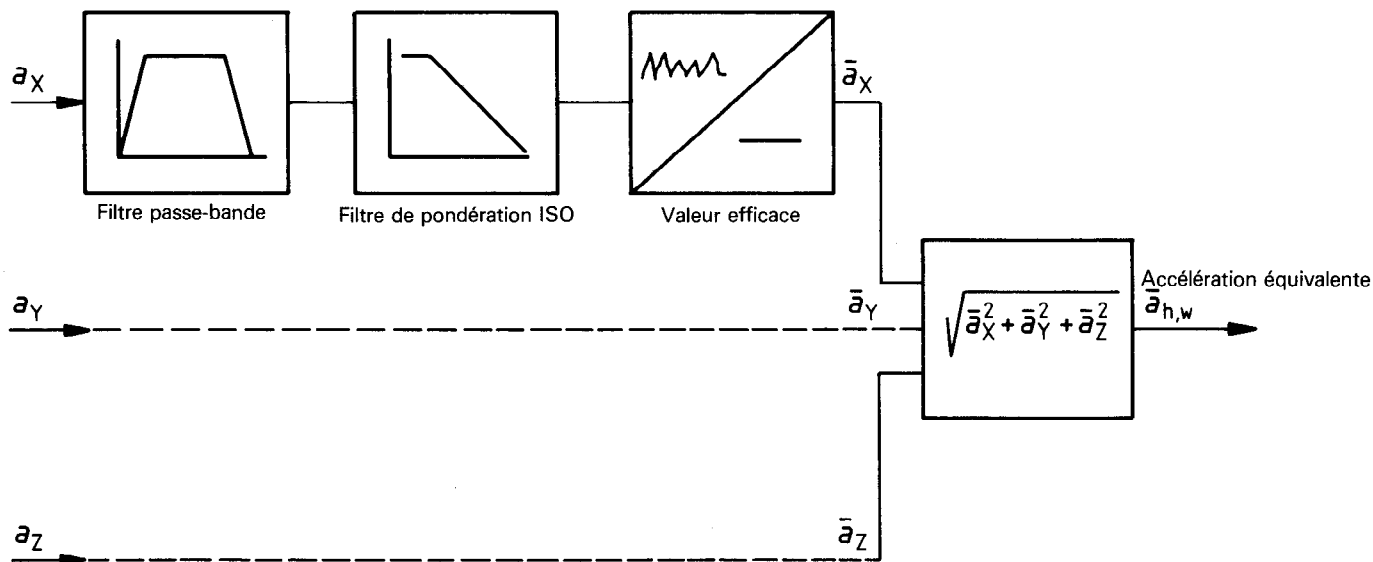 a_X
ā_X
Filtre passe-bande
Filtre de pondération ISO
Valeur efficace
Accélération équivalente
a_Y
ā_Y
√(ā_X² + ā_Y² + ā_Z²)
ā_h,w
a_Z
ā_Z